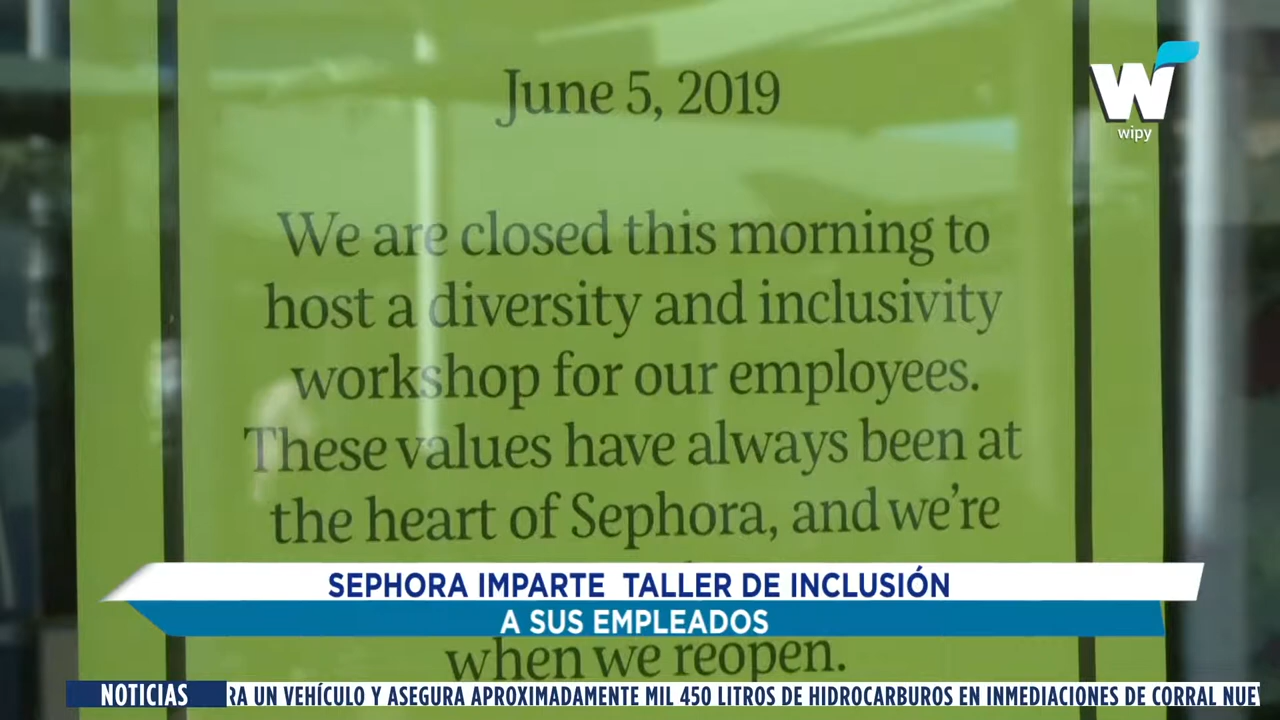 June 5, 2019
W
wipy
We are closed this morning to
host a diversity and inclusivity
workshop for our employees.
These values have always been at
the heart of Sephora, and we're
SEPHORA IMPARTE TALLER DE INCLUSIÓN
A SUS EMPLEADOS
when we reopen.
NOTICIAS
UN VEHÍCULO Y ASEGURA APROXIMADAMENTE MIL 450 LITROS DE HIDROCARBUROS EN INMEDIACIONES DE CORRAL